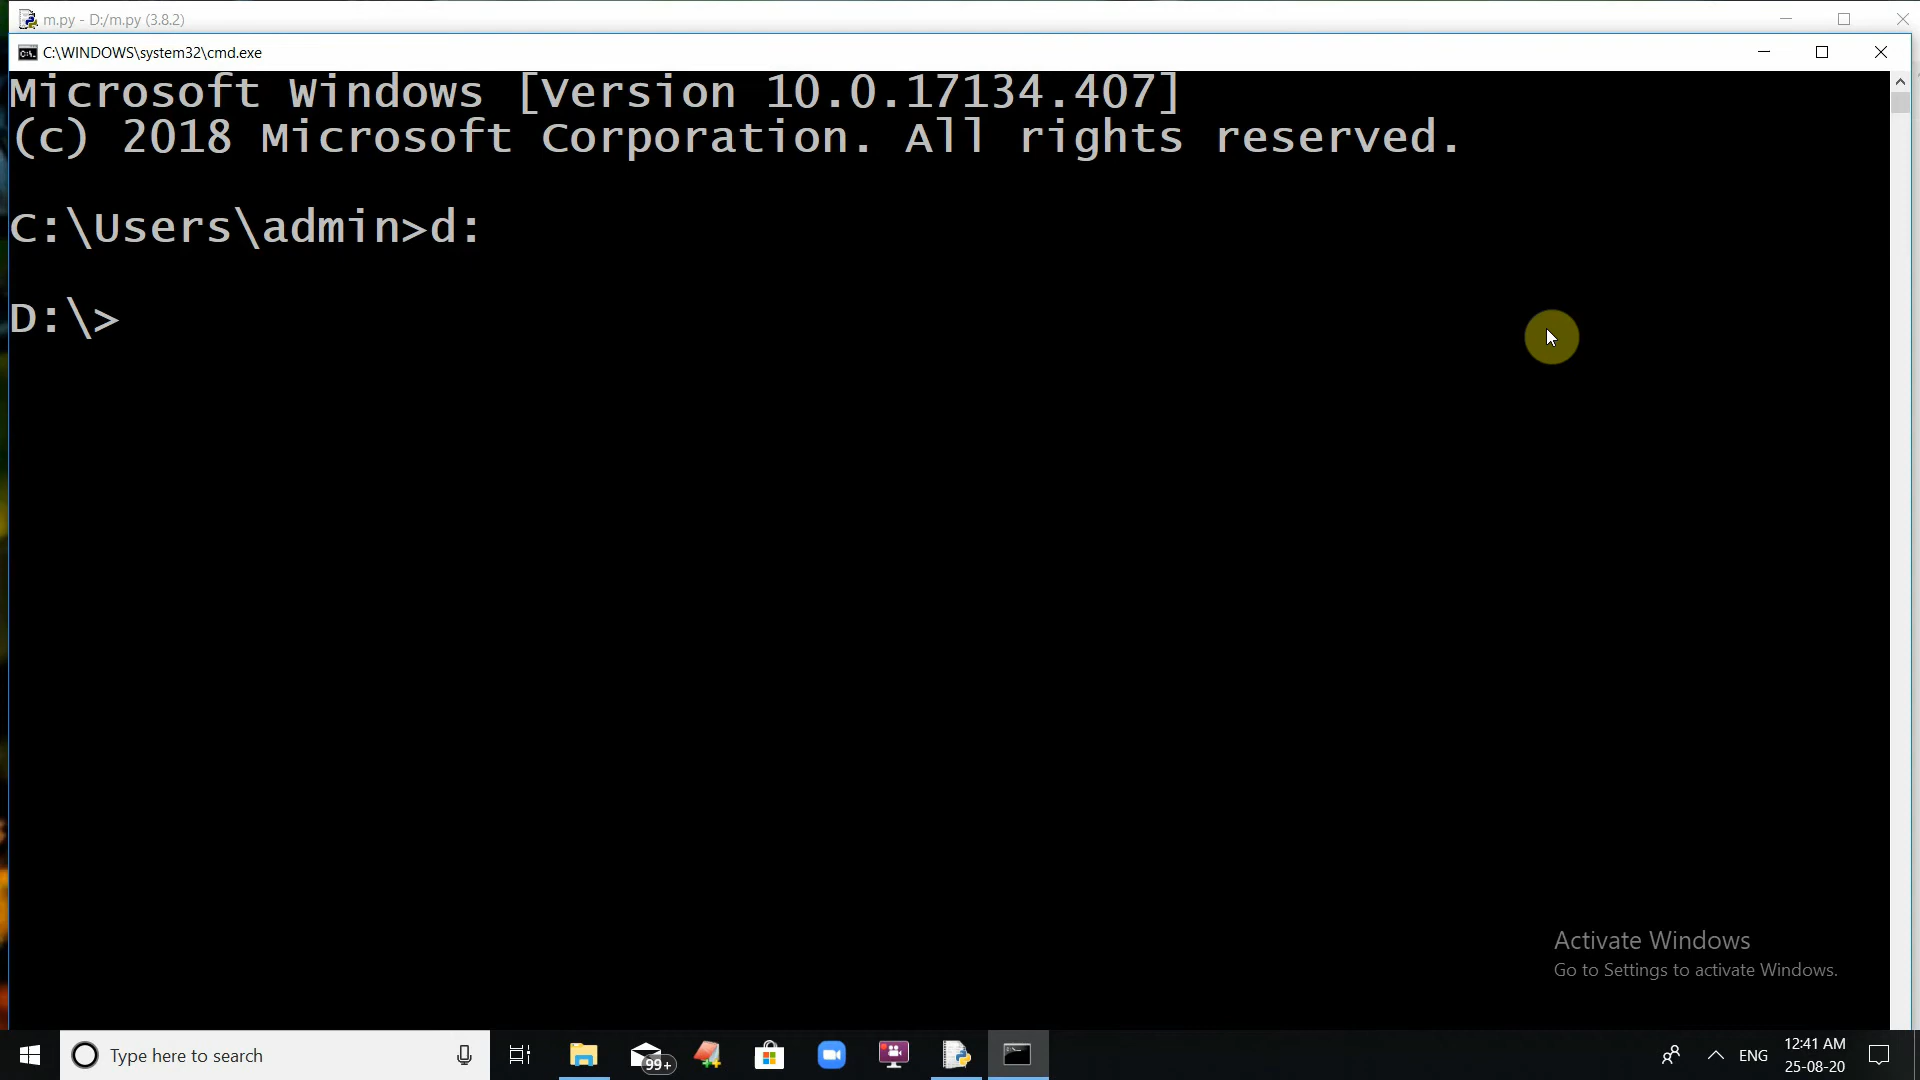 m.py - D:/m.py (3.8.2)
C:\WINDOWS\system32\cmd.exe
Microsoft Windows [Version 10.0.17134.407]
(c) 2018 Microsoft Corporation. All rights reserved.
C:\Users\admin>d:
D:\>
Activate Windows
Go to Settings to activate Windows.
Type here to search
99+
ENG
12:41 AM
25-08-20